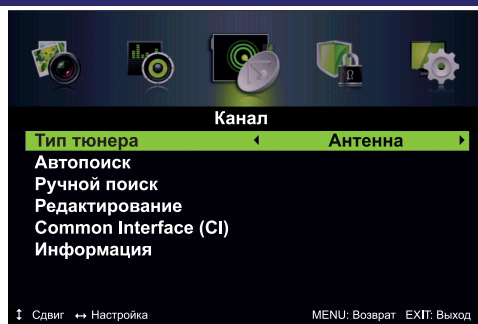 Канал
Тип тюнера Антенна
Автопоиск
Ручной поиск
Редактирование
Common Interface (CI)
Информация
Сдвиг Настройка MENU: Возврат EXIT: Выход